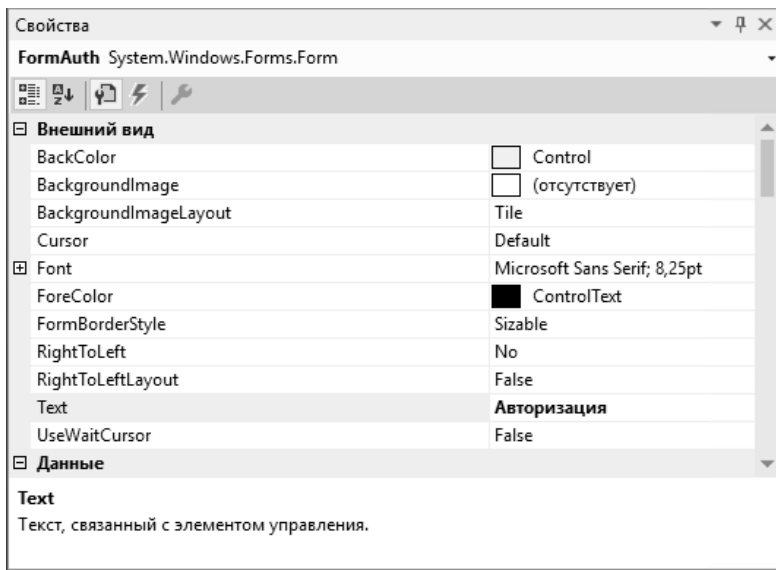 Свойства
FormAuth System.Windows.Forms.Form
Внешний вид
BackColor Control
BackgroundImage (отсутствует)
BackgroundImageLayout Tile
Cursor Default
Font Microsoft Sans Serif; 8,25pt
ForeColor ControlText
FormBorderStyle Sizable
RightToLeft No
RightToLeftLayout False
Text Авторизация
UseWaitCursor False
Данные
Text
Текст, связанный с элементом управления.